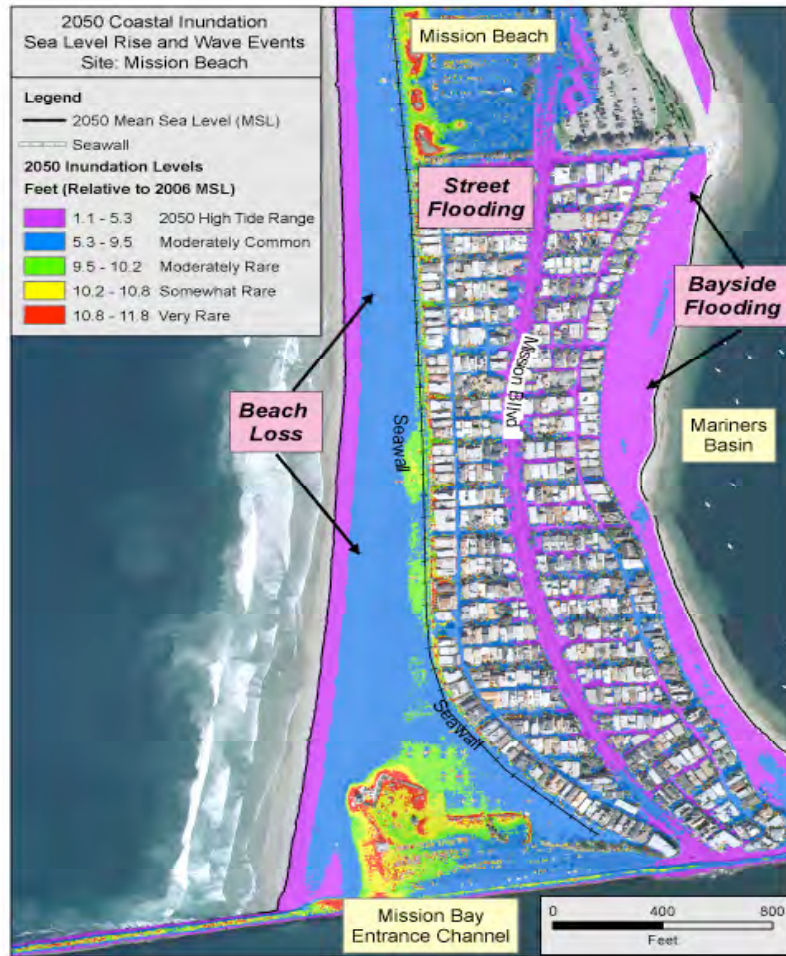 2050 Coastal Inundation
Sea Level Rise and Wave Events
Site: Mission Beach
Legend
2050 Mean Sea Level (MSL)
Seawall
2050 Inundation Levels
Feet (Relative to 2006 MSL)
1.1 - 5.3 2050 High Tide Range
5.3 - 9.5 Moderately Common
9.5 - 10.2 Moderately Rare
10.2 - 10.8 Somewhat Rare
10.8 - 11.8 Very Rare
Mission Beach
Street
Flooding
Bayside
Flooding
Mission Bllvd
Beach
Loss
Seawall
Mariners
Basin
Seawall
Mission Bay
Entrance Channel
0 400 800
Feet